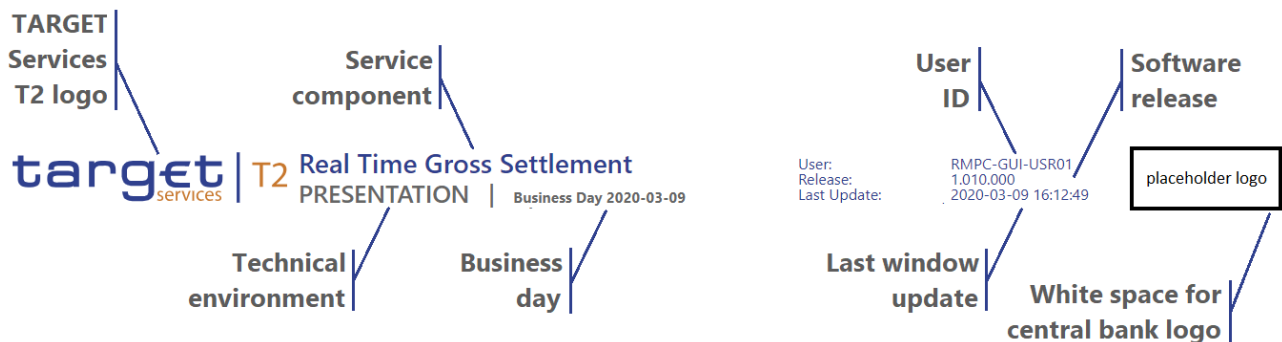 TARGET
Services
T2 logo
Service
component
User
ID
Software
release
target
services
T2
Real Time Gross Settlement
PRESENTATION | Business Day 2020-03-09
User: RMPC-GUI-USR01
Release: 1.010.000
Last Update: 2020-03-09 16:12:49
placeholder logo
Technical
environment
Business
day
Last window
update
White space for
central bank logo